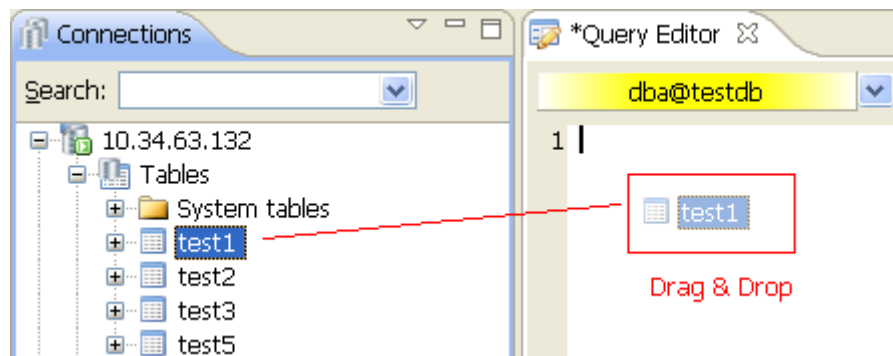 Connections
Search:
10.34.63.132
Tables
System tables
test1
test2
test3
test5
*Query Editor
dba@testdb
1
test1
Drag & Drop